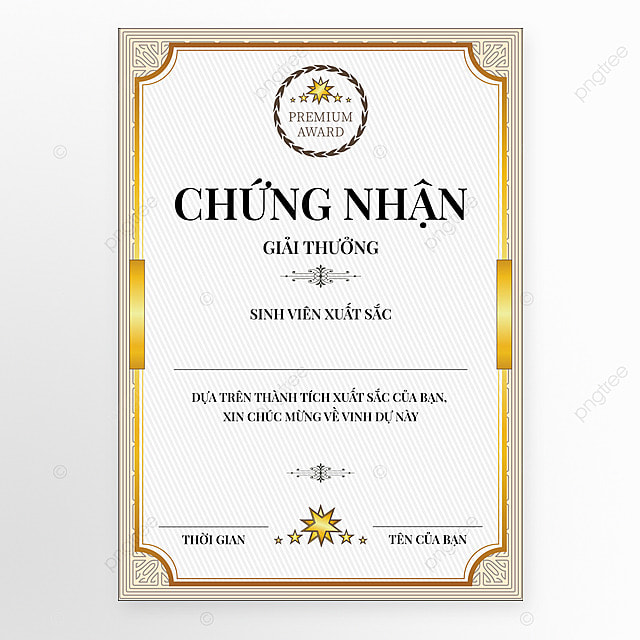 PREMIUM
AWARD
CHỨNG NHẬN
GIẢI THƯỞNG
SINH VIÊN XUẤT SẮC
DỰA TRÊN THÀNH TÍCH XUẤT SẮC CỦA BẠN,
XIN CHÚC MỪNG VỀ VINH DỰ NÀY
THỜI GIAN
TÊN CỦA BẠN
pngtree